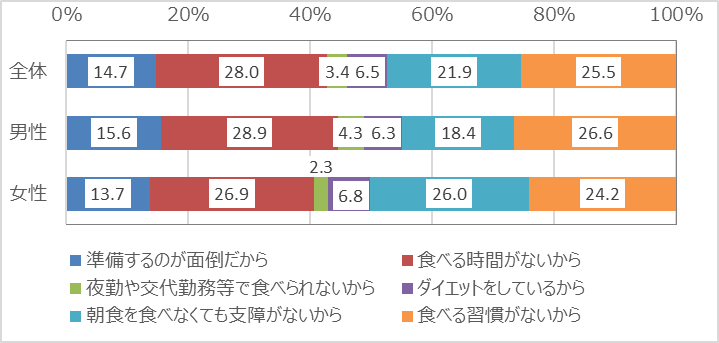 0% 20% 40% 60% 80% 100%
全体 14.7 28.0 3.4 6.5 21.9 25.5
男性 15.6 28.9 4.3 6.3 18.4 26.6
2.3
女性 13.7 26.9 6.8 26.0 24.2
準備するのが面倒だから 食べる時間がないから
夜勤や交代勤務等で食べられないから ダイエットをしているから
朝食を食べなくても支障がないから 食べる習慣がないから